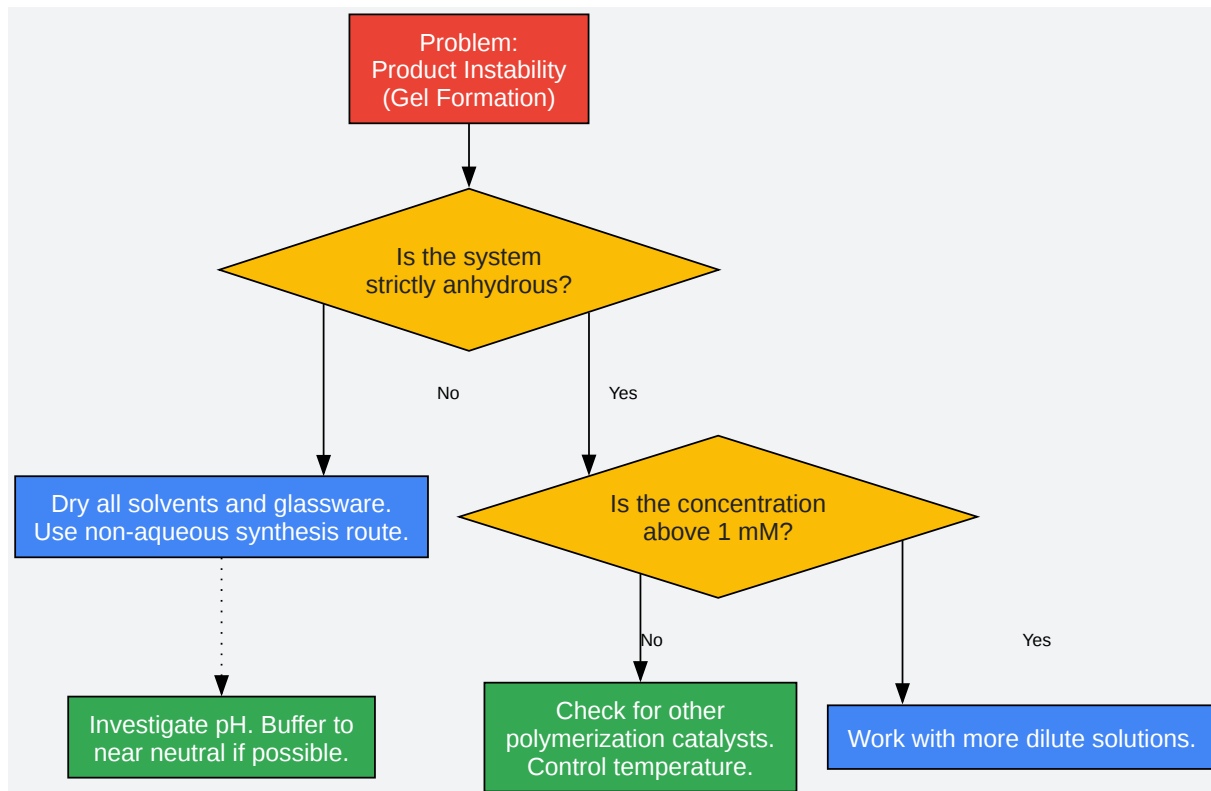 Problem:
Product Instability
(Gel Formation)
Is the system
strictly anhydrous?
No
Yes
Dry all solvents and glassware.
Use non-aqueous synthesis route.
Is the concentration
above 1 mM?
No
Yes
Investigate pH. Buffer to
near neutral if possible.
Check for other
polymerization catalysts.
Control temperature.
Work with more dilute solutions.